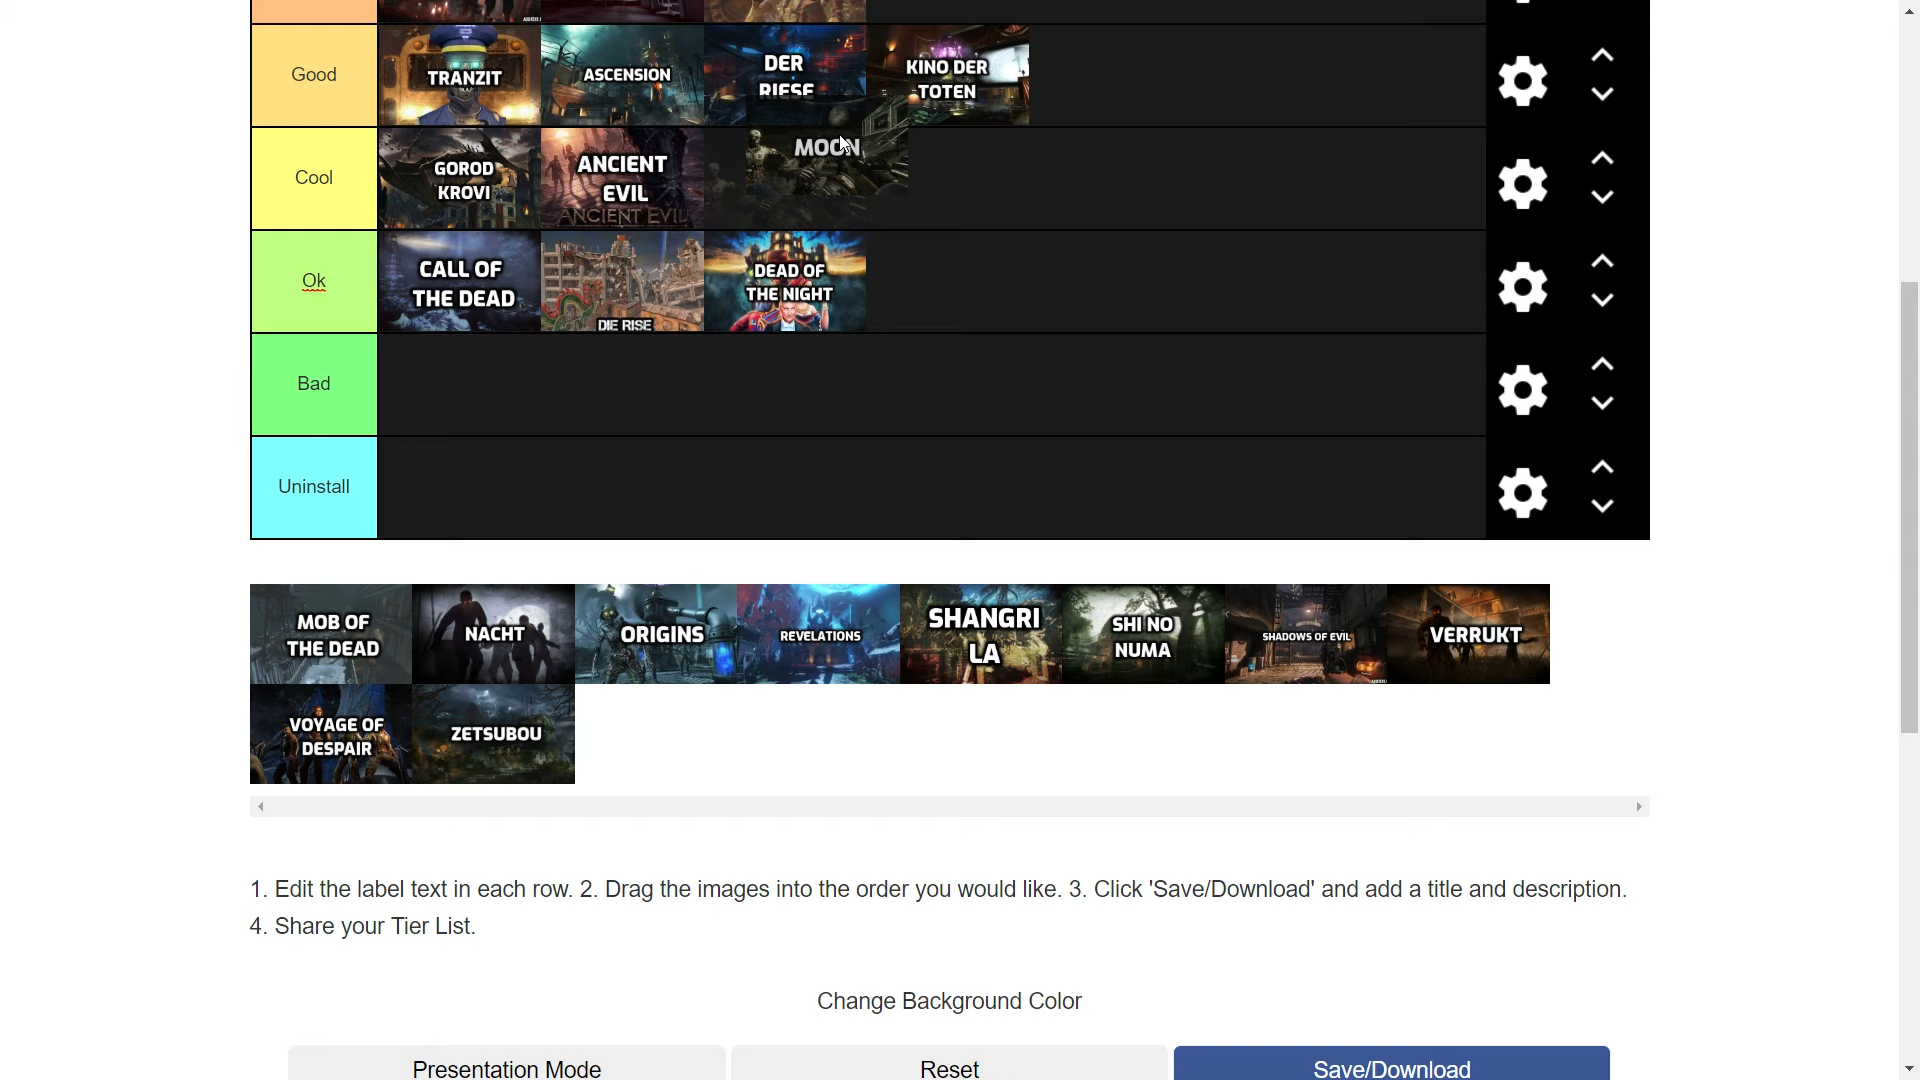 Good
TRANZIT
ASCENSION
DER
RIESE
KINO DER
TOTEN
Cool
GOROD
KROVI
ANCIENT
EVIL
ANCIENT EVIL
MOON
Ok
CALL OF
THE DEAD
DIE RISE
DEAD OF
THE NIGHT
Bad
Uninstall
MOB OF
THE DEAD
NACHT
ORIGINS
REVELATIONS
SHANGRI
LA
SHI NO
NUMA
SHADOWS OF EVIL
VERRUKT
VOYAGE OF
DESPAIR
ZETSUBOU
1. Edit the label text in each row. 2. Drag the images into the order you would like. 3. Click 'Save/Download' and add a title and description.
4. Share your Tier List.
Change Background Color
Presentation Mode
Reset
Save/Download